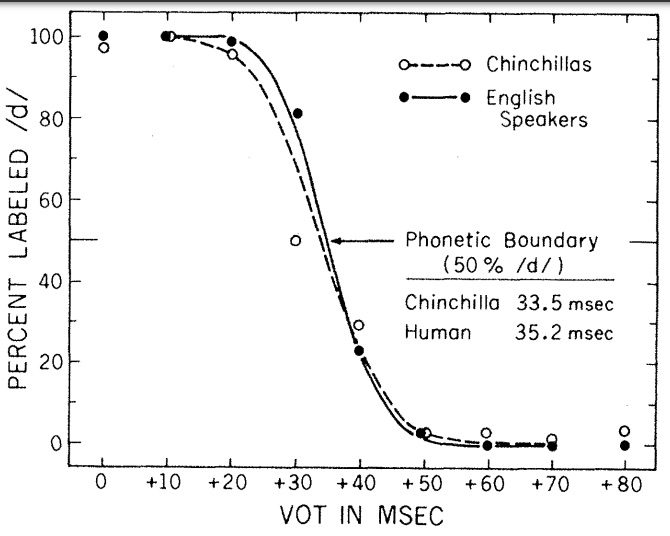 PERCENT LABELED /d/
100
80
60
40
20
0
Chinchillas
English
Speakers
Phonetic Boundary
(50% /d/)
Chinchilla 33.5 msec
Human 35.2 msec
0 +10 +20 +30 +40 +50 +60 +70 +80
VOT IN MSEC